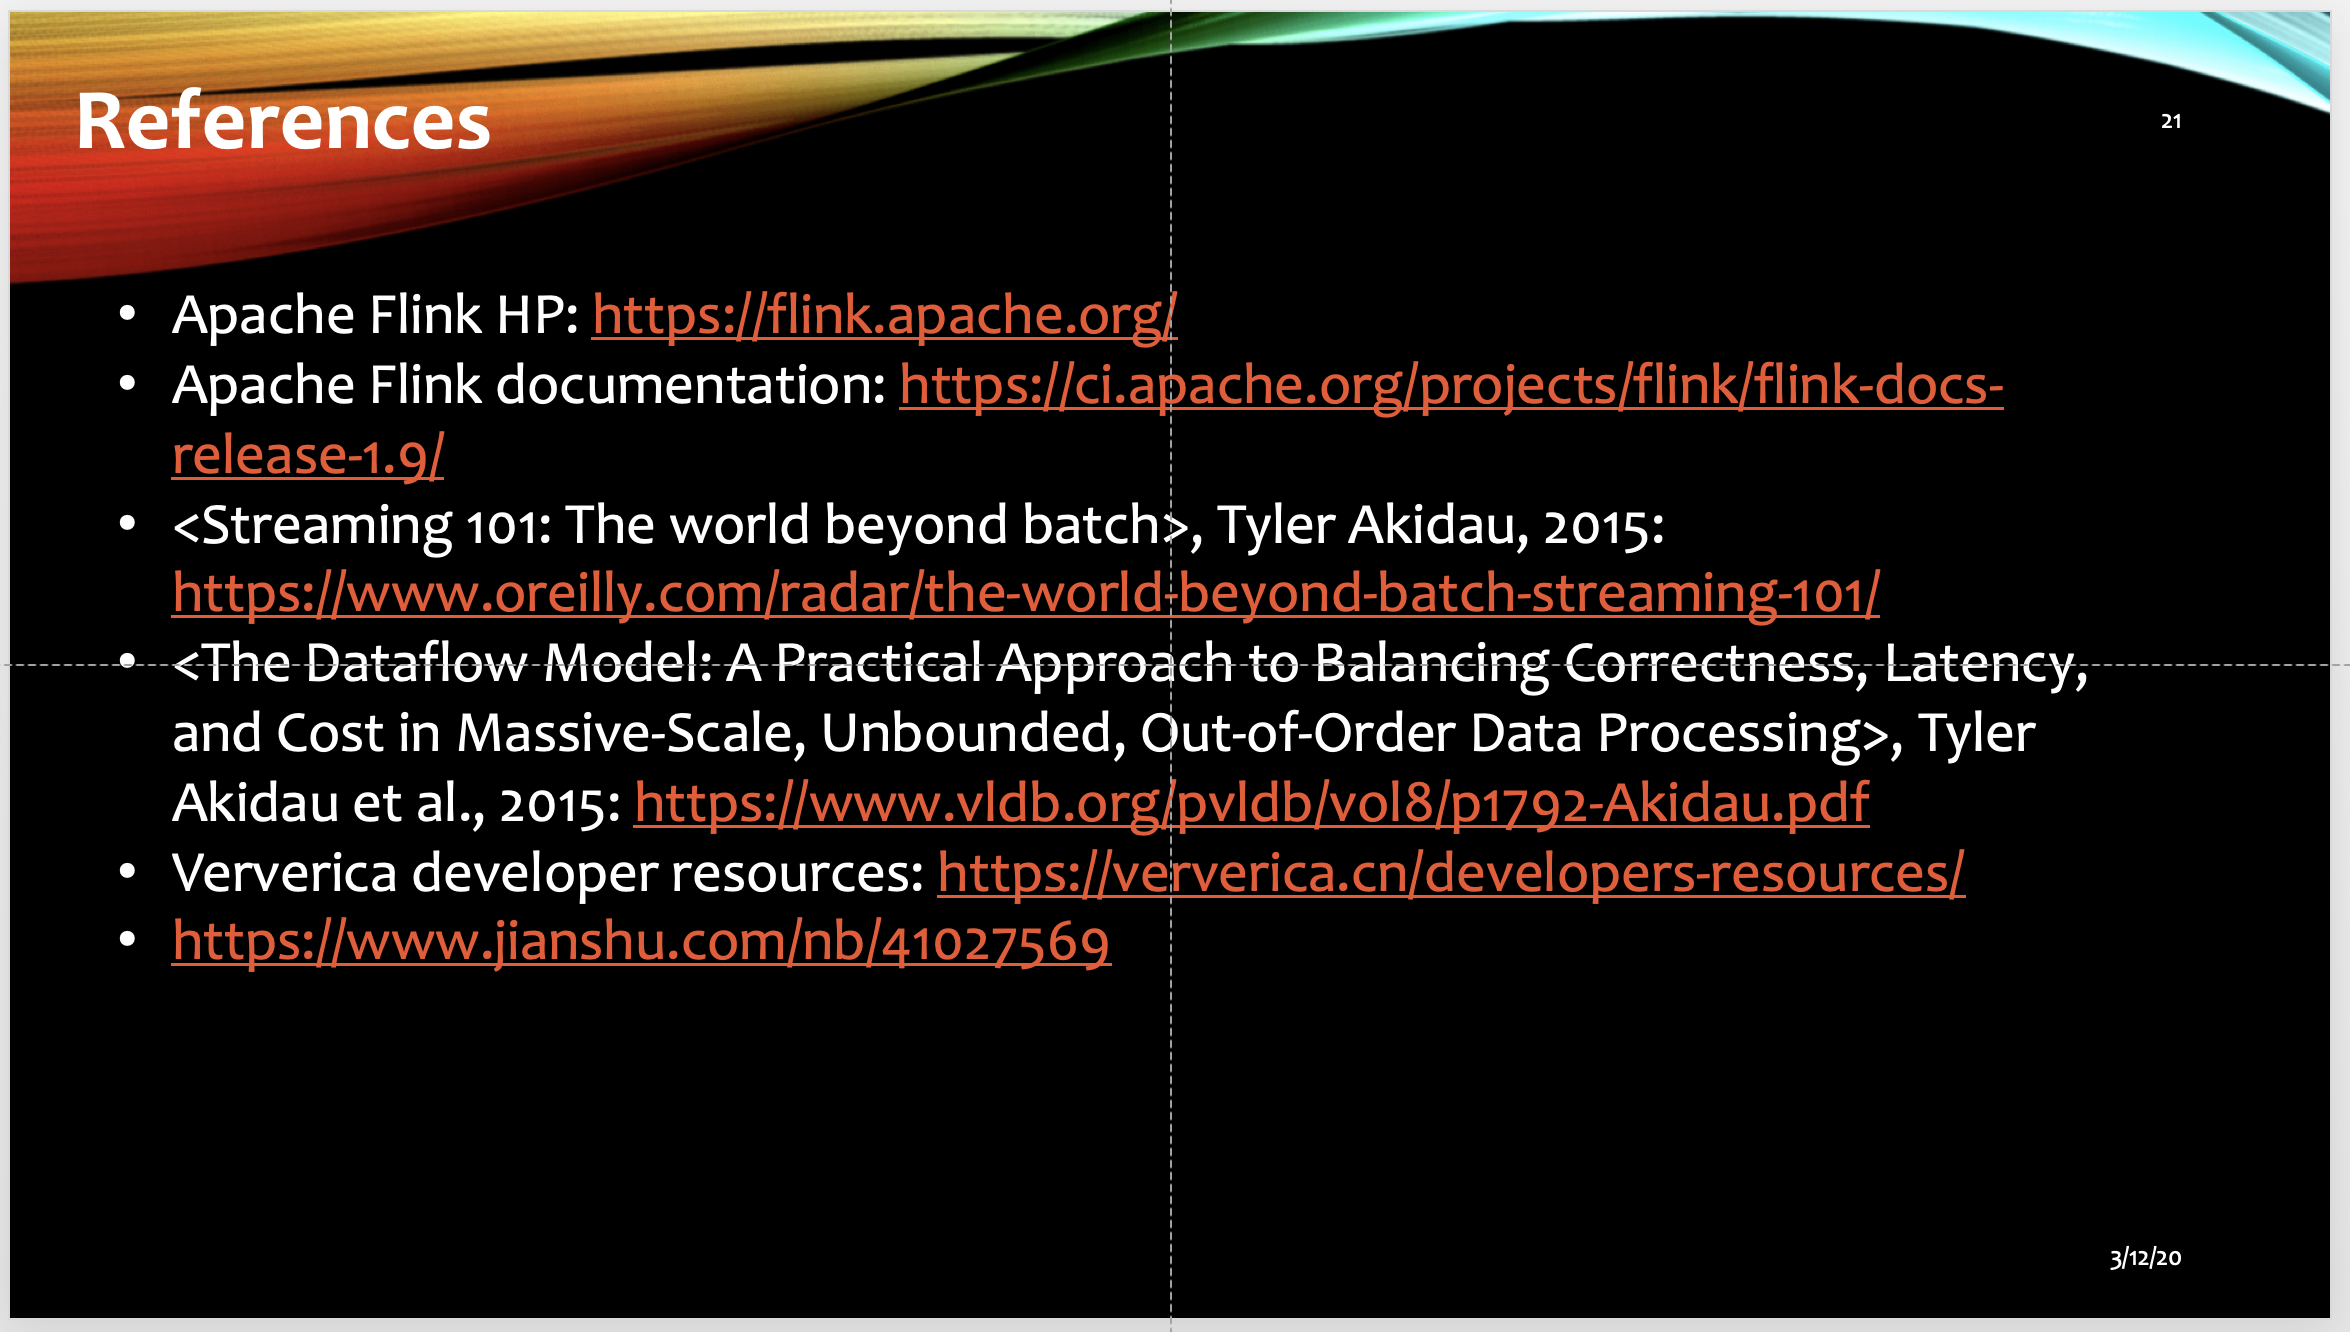 References
21
• Apache Flink HP: https://flink.apache.org/
• Apache Flink documentation: https://ci.apache.org/projects/flink/flink-docs-
release-1.9/
• <Streaming 101: The world beyond batch>, Tyler Akidau, 2015:
https://www.oreilly.com/radar/the-world-beyond-batch-streaming-101/
• <The Dataflow Model: A Practical Approach to Balancing Correctness, Latency,
and Cost in Massive-Scale, Unbounded, Out-of-Order Data Processing>, Tyler
Akidau et al., 2015: https://www.vldb.org/pvldb/vol8/p1792-Akidau.pdf
• Ververica developer resources: https://ververica.cn/developers-resources/
• https://www.jianshu.com/nb/41027569
3/12/20